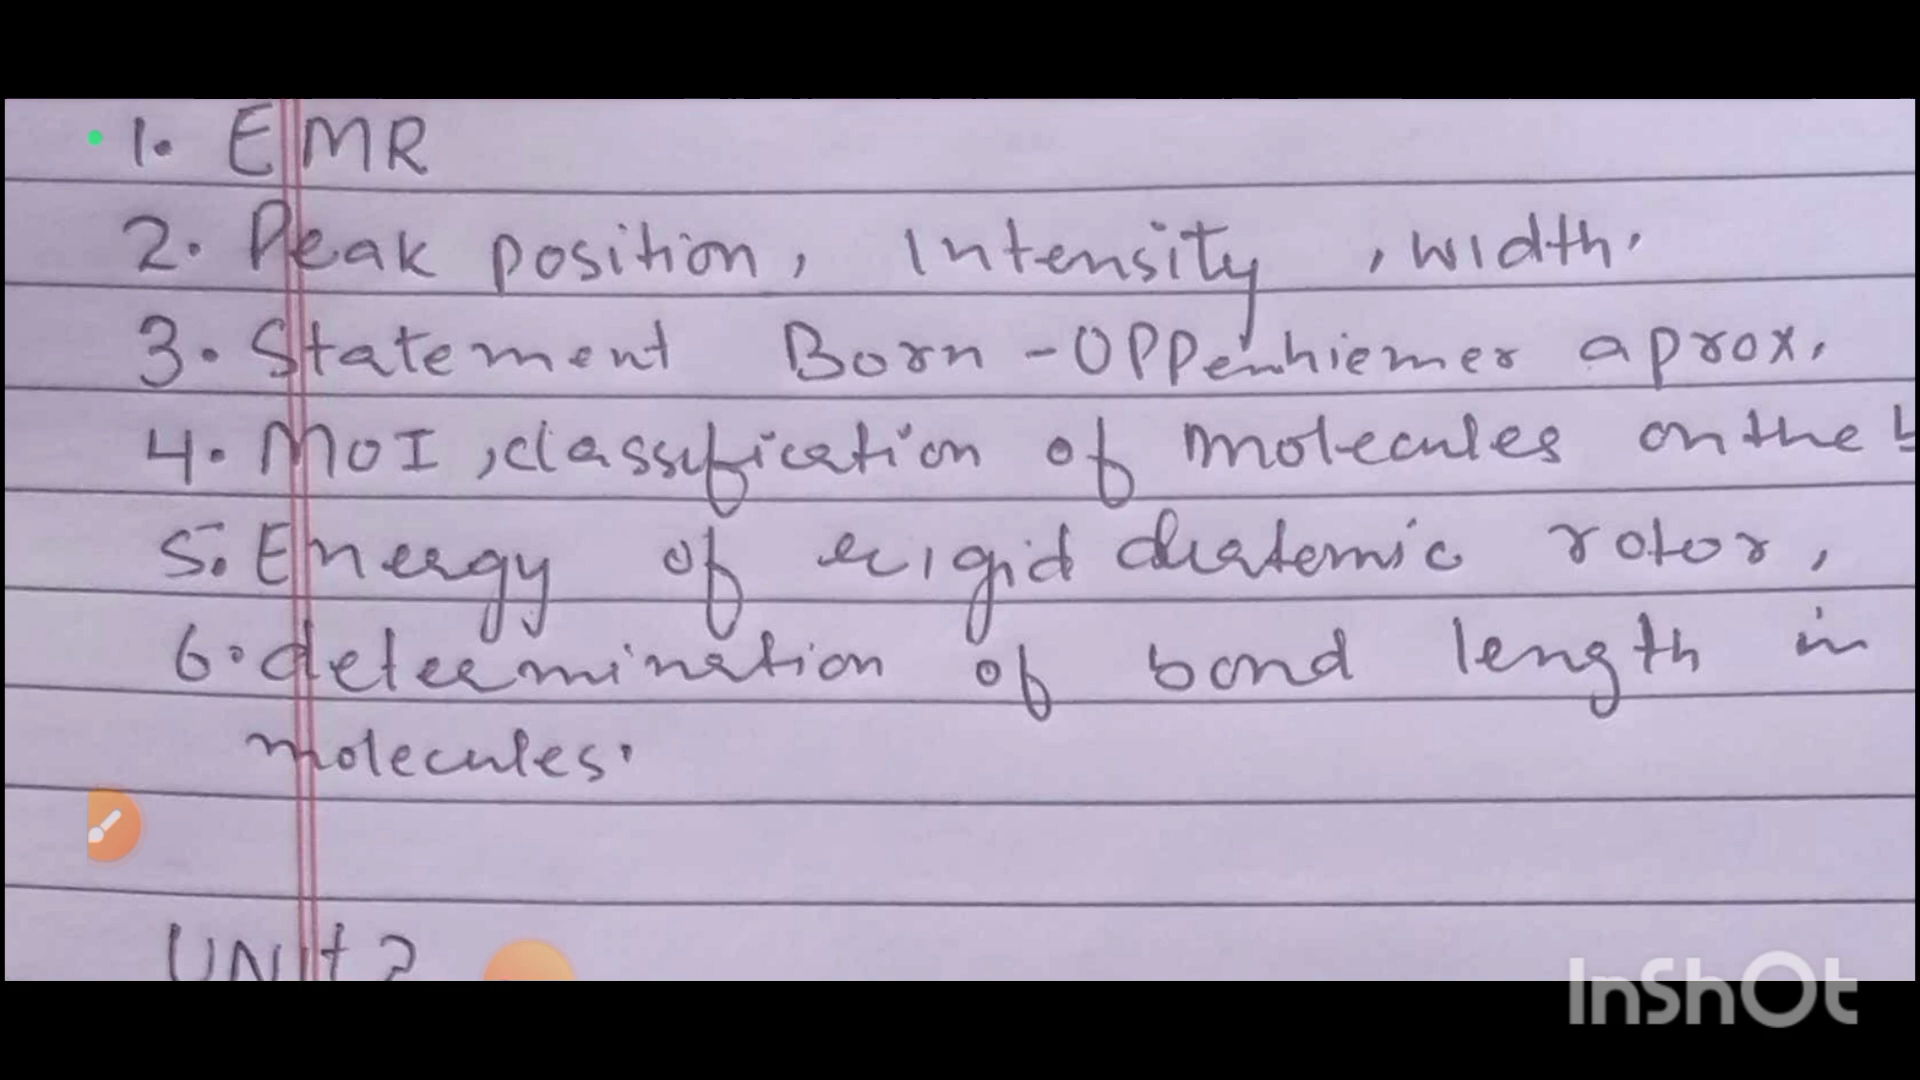 1. EMR
2. Peak position, Intensity, width.
3. Statement Born-Oppenhiemer aprox.
4. MOI, classification of molecules on the
5. Energy of rigid diatomic rotor,
6. determination of bond length in
molecules.
UNIt
InShOt